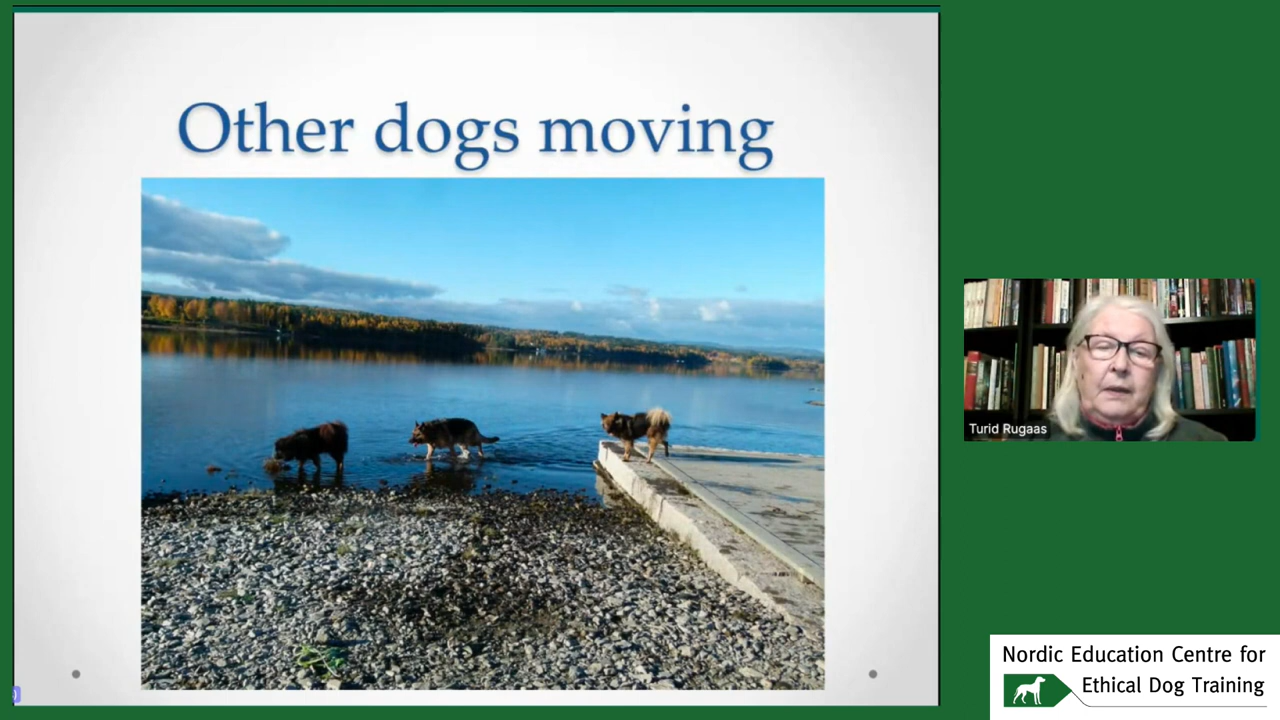 Other dogs moving
Turid Rugaas
Nordic Education Centre for
Ethical Dog Training